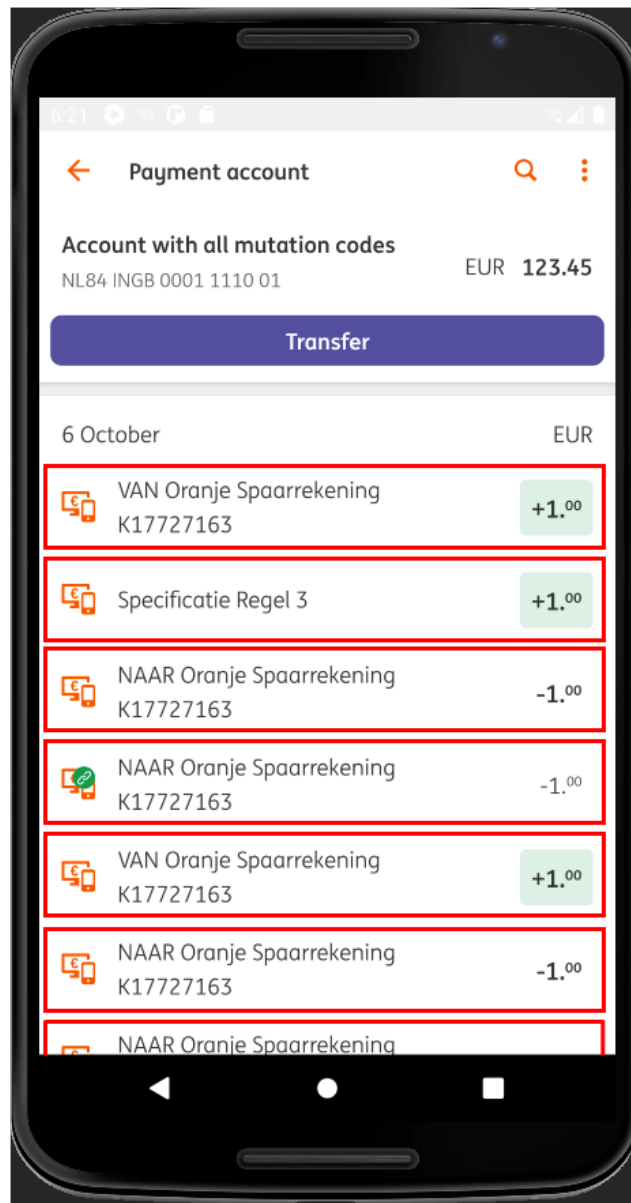 6:21
Payment account
Account with all mutation codes
NL84 INGB 0001 1110 01
EUR 123.45
Transfer
6 October EUR
VAN Oranje Spaarrekening
K17727163
+1.00
Specificatie Regel 3
+1.00
NAAR Oranje Spaarrekening
K17727163
-1.00
NAAR Oranje Spaarrekening
K17727163
-1.00
VAN Oranje Spaarrekening
K17727163
+1.00
NAAR Oranje Spaarrekening
K17727163
-1.00
NAAR Oranje Spaarrekening